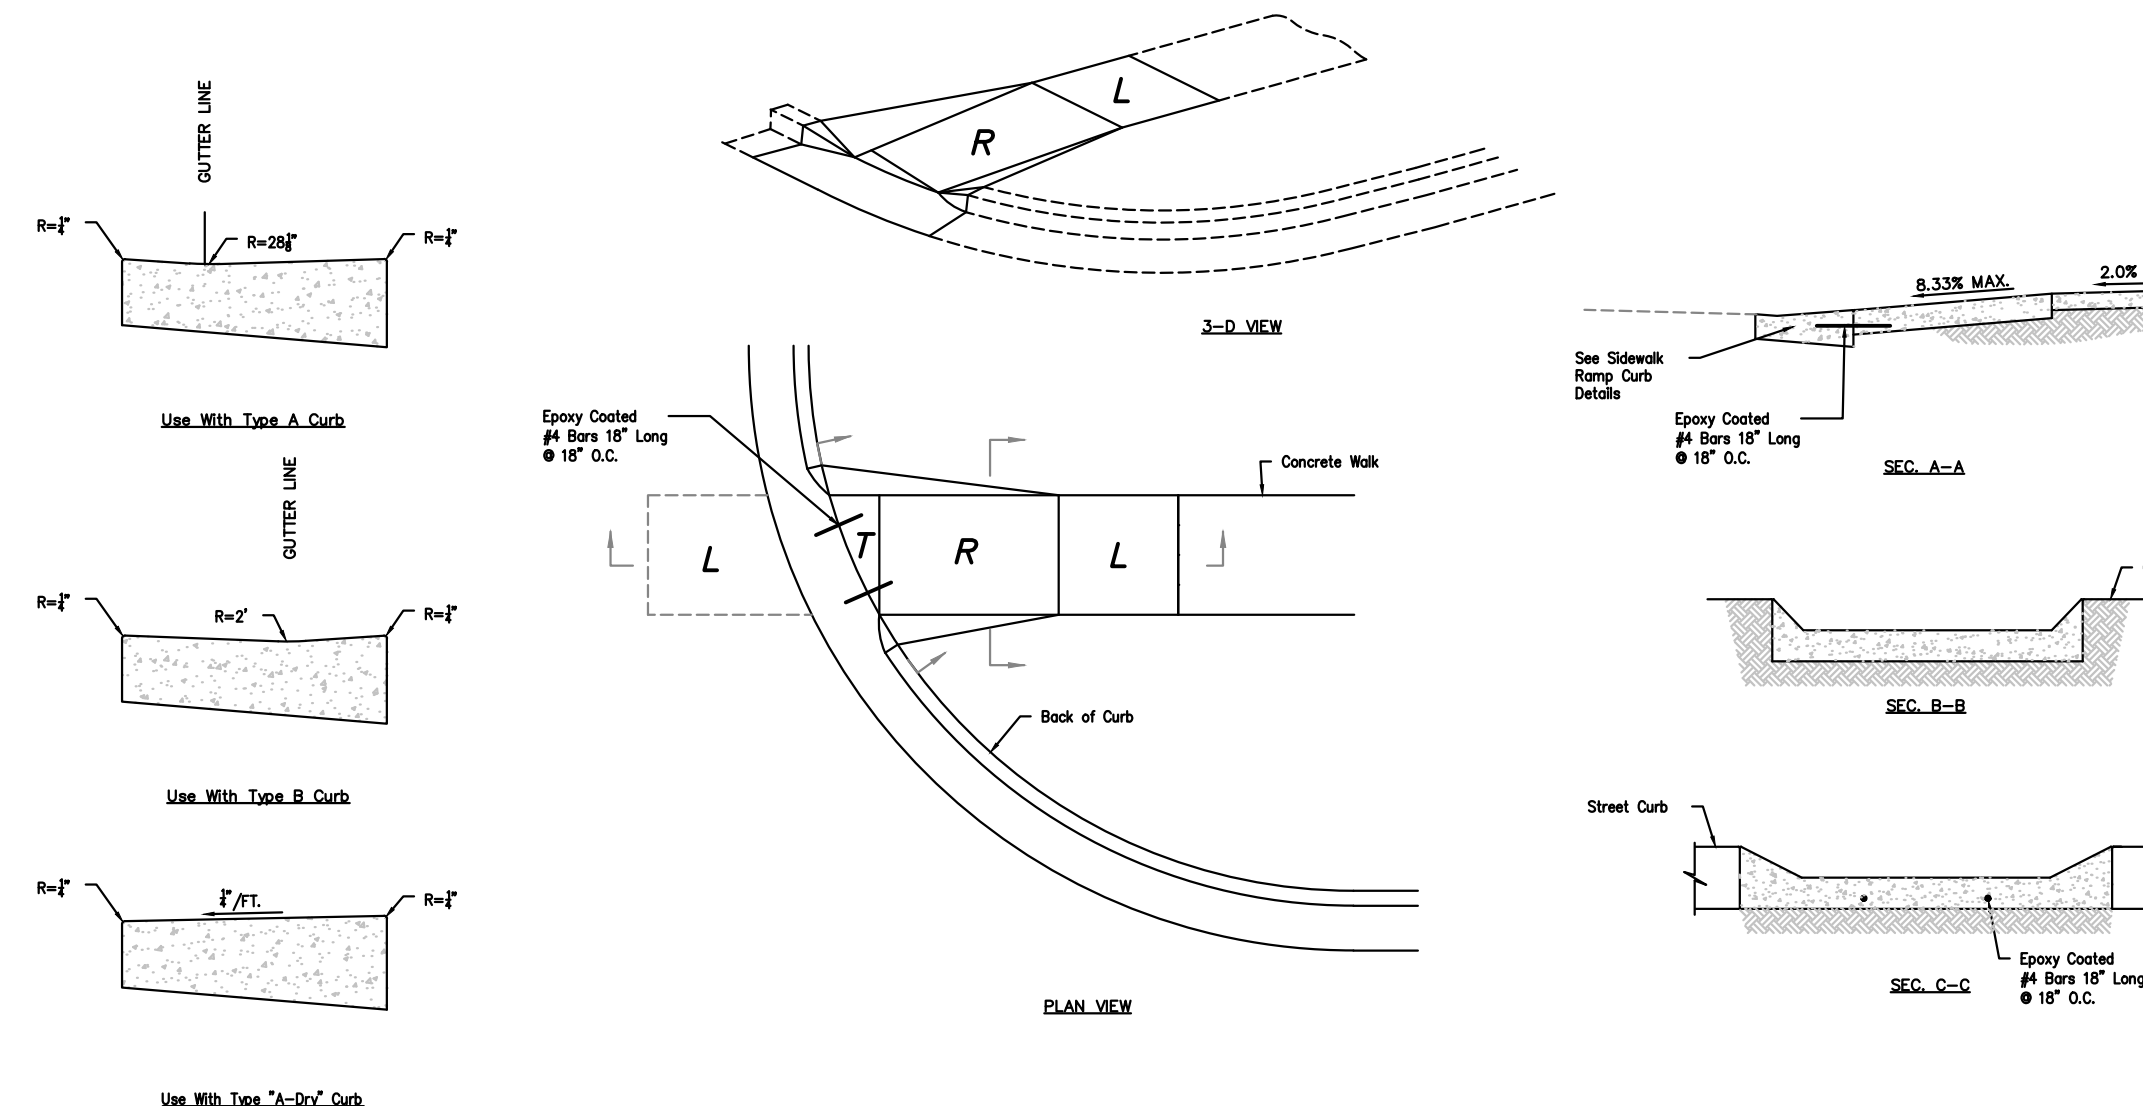 GUTTER LINE
R=1/4"
R=28 1/8"
R=1/4"
Use With Type A Curb
GUTTER LINE
R=1/4"
R=2'
R=1/4"
Use With Type B Curb
R=1/4"
1/4"/FT.
R=1/4"
Use With Type "A-Dry" Curb
L
R
3-D VIEW
Epoxy Coated
#4 Bars 18" Long
@ 18" O.C.
Concrete Walk
L
T
R
L
Back of Curb
PLAN VIEW
8.33% MAX.
2.0%
See Sidewalk
Ramp Curb
Details
Epoxy Coated
#4 Bars 18" Long
@ 18" O.C.
SEC. A-A
SEC. B-B
Street Curb
Epoxy Coated
#4 Bars 18" Long
@ 18" O.C.
SEC. C-C